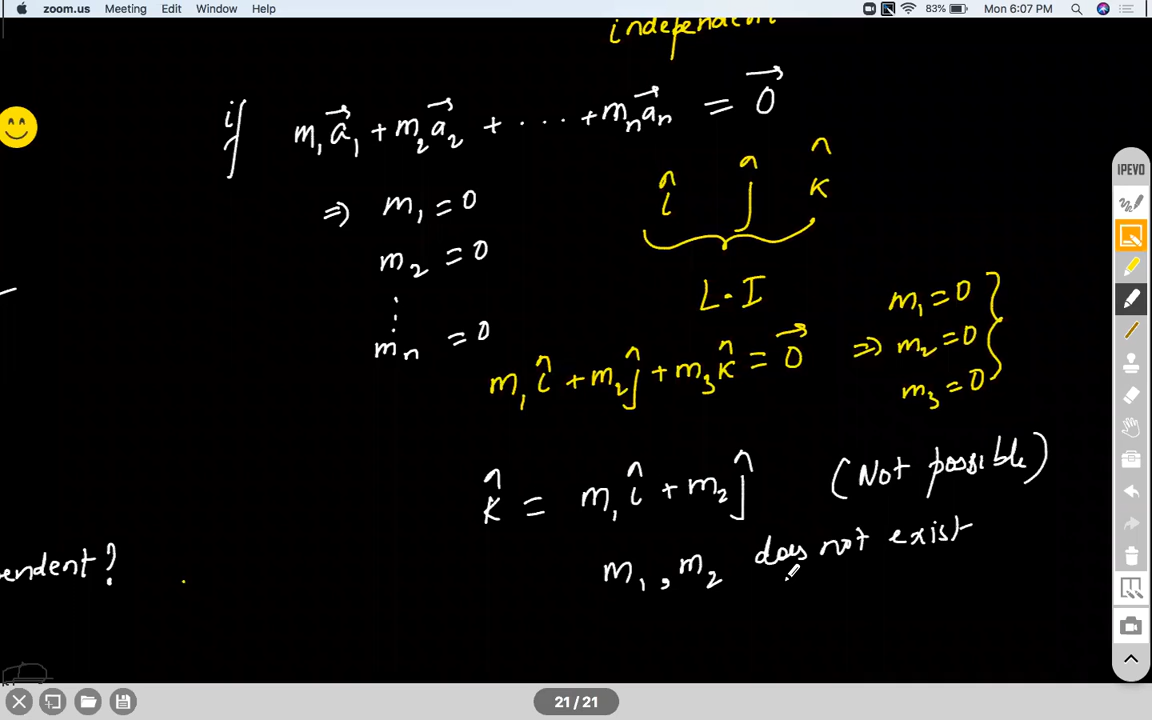 zoom.us Meeting Edit Window Help 83% Mon 6:07 PM
independent
if m₁a⃗₁ + m₂a⃗₂ + ・・・・ + mₙa⃗ₙ = 0⃗
IPEVO
î ĵ k̂
⇒ m₁ = 0
m₂ = 0
⋮
mₙ = 0
L.I
m₁î + m₂ĵ + m₃k̂ = 0⃗ ⇒ m₁ = 0
m₂ = 0
m₃ = 0
k̂ = m₁î + m₂ĵ (Not possible)
m₁, m₂ does not exist
pendent?
21 / 21